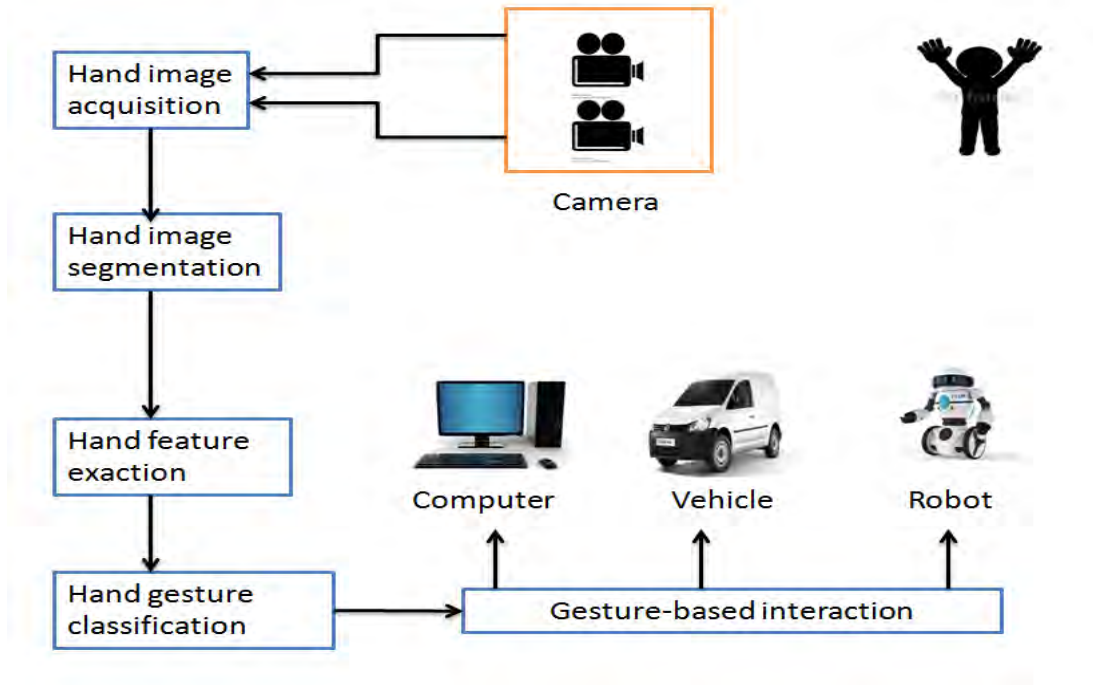 Hand image
acquisition
Camera
Hand image
segmentation
Hand feature
exaction
Computer
Vehicle
Robot
Hand gesture
classification
Gesture-based interaction